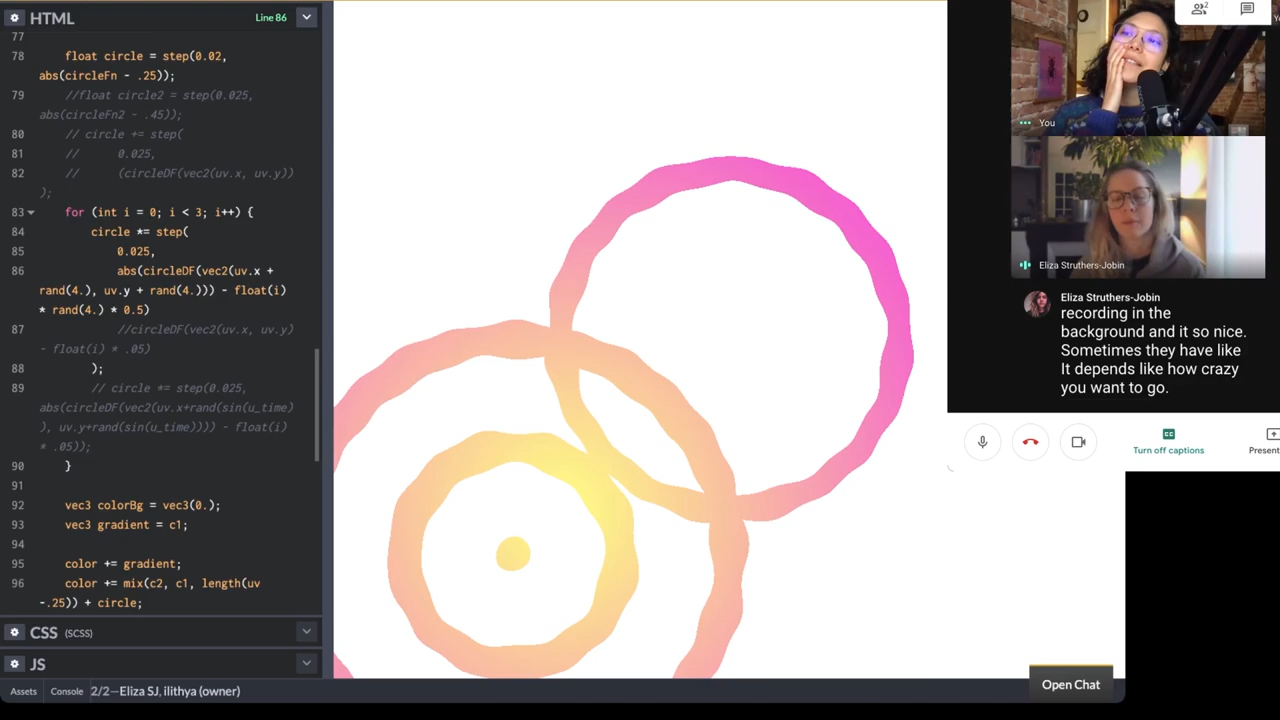 HTML
Line 86
77
78 float circle = step(0.02,
abs(circleFn - .25));
79 //float circle2 = step(0.025,
abs(circleFn2 - .45));
80 // circle += step(
81 //     0.025,
82 //     (circleDF(vec2(uv.x, uv.y))
);
83 for (int i = 0; i < 3; i++) {
84 circle *= step(
85 0.025,
86 abs(circleDF(vec2(uv.x +
rand(4.), uv.y + rand(4.))) - float(i)
* rand(4.) * 0.5)
87 //circleDF(vec2(uv.x, uv.y)
- float(i) * .05)
88 );
89 // circle *= step(0.025,
abs(circleDF(vec2(uv.x+rand(sin(u_time)
), uv.y+rand(sin(u_time)))) - float(i)
* .05));
90 }
91
92 vec3 colorBg = vec3(0.);
93 vec3 gradient = c1;
94
95 color += gradient;
96 color += mix(c2, c1, length(uv
-.25)) + circle;
CSS (SCSS)
JS
Assets Console 2/2—Eliza SJ, ilithya (owner)
2
You
Eliza Struthers-Jobin
Eliza Struthers-Jobin
recording in the
background and it so nice.
Sometimes they have like
It depends like how crazy
you want to go.
Turn off captions
Present
Open Chat